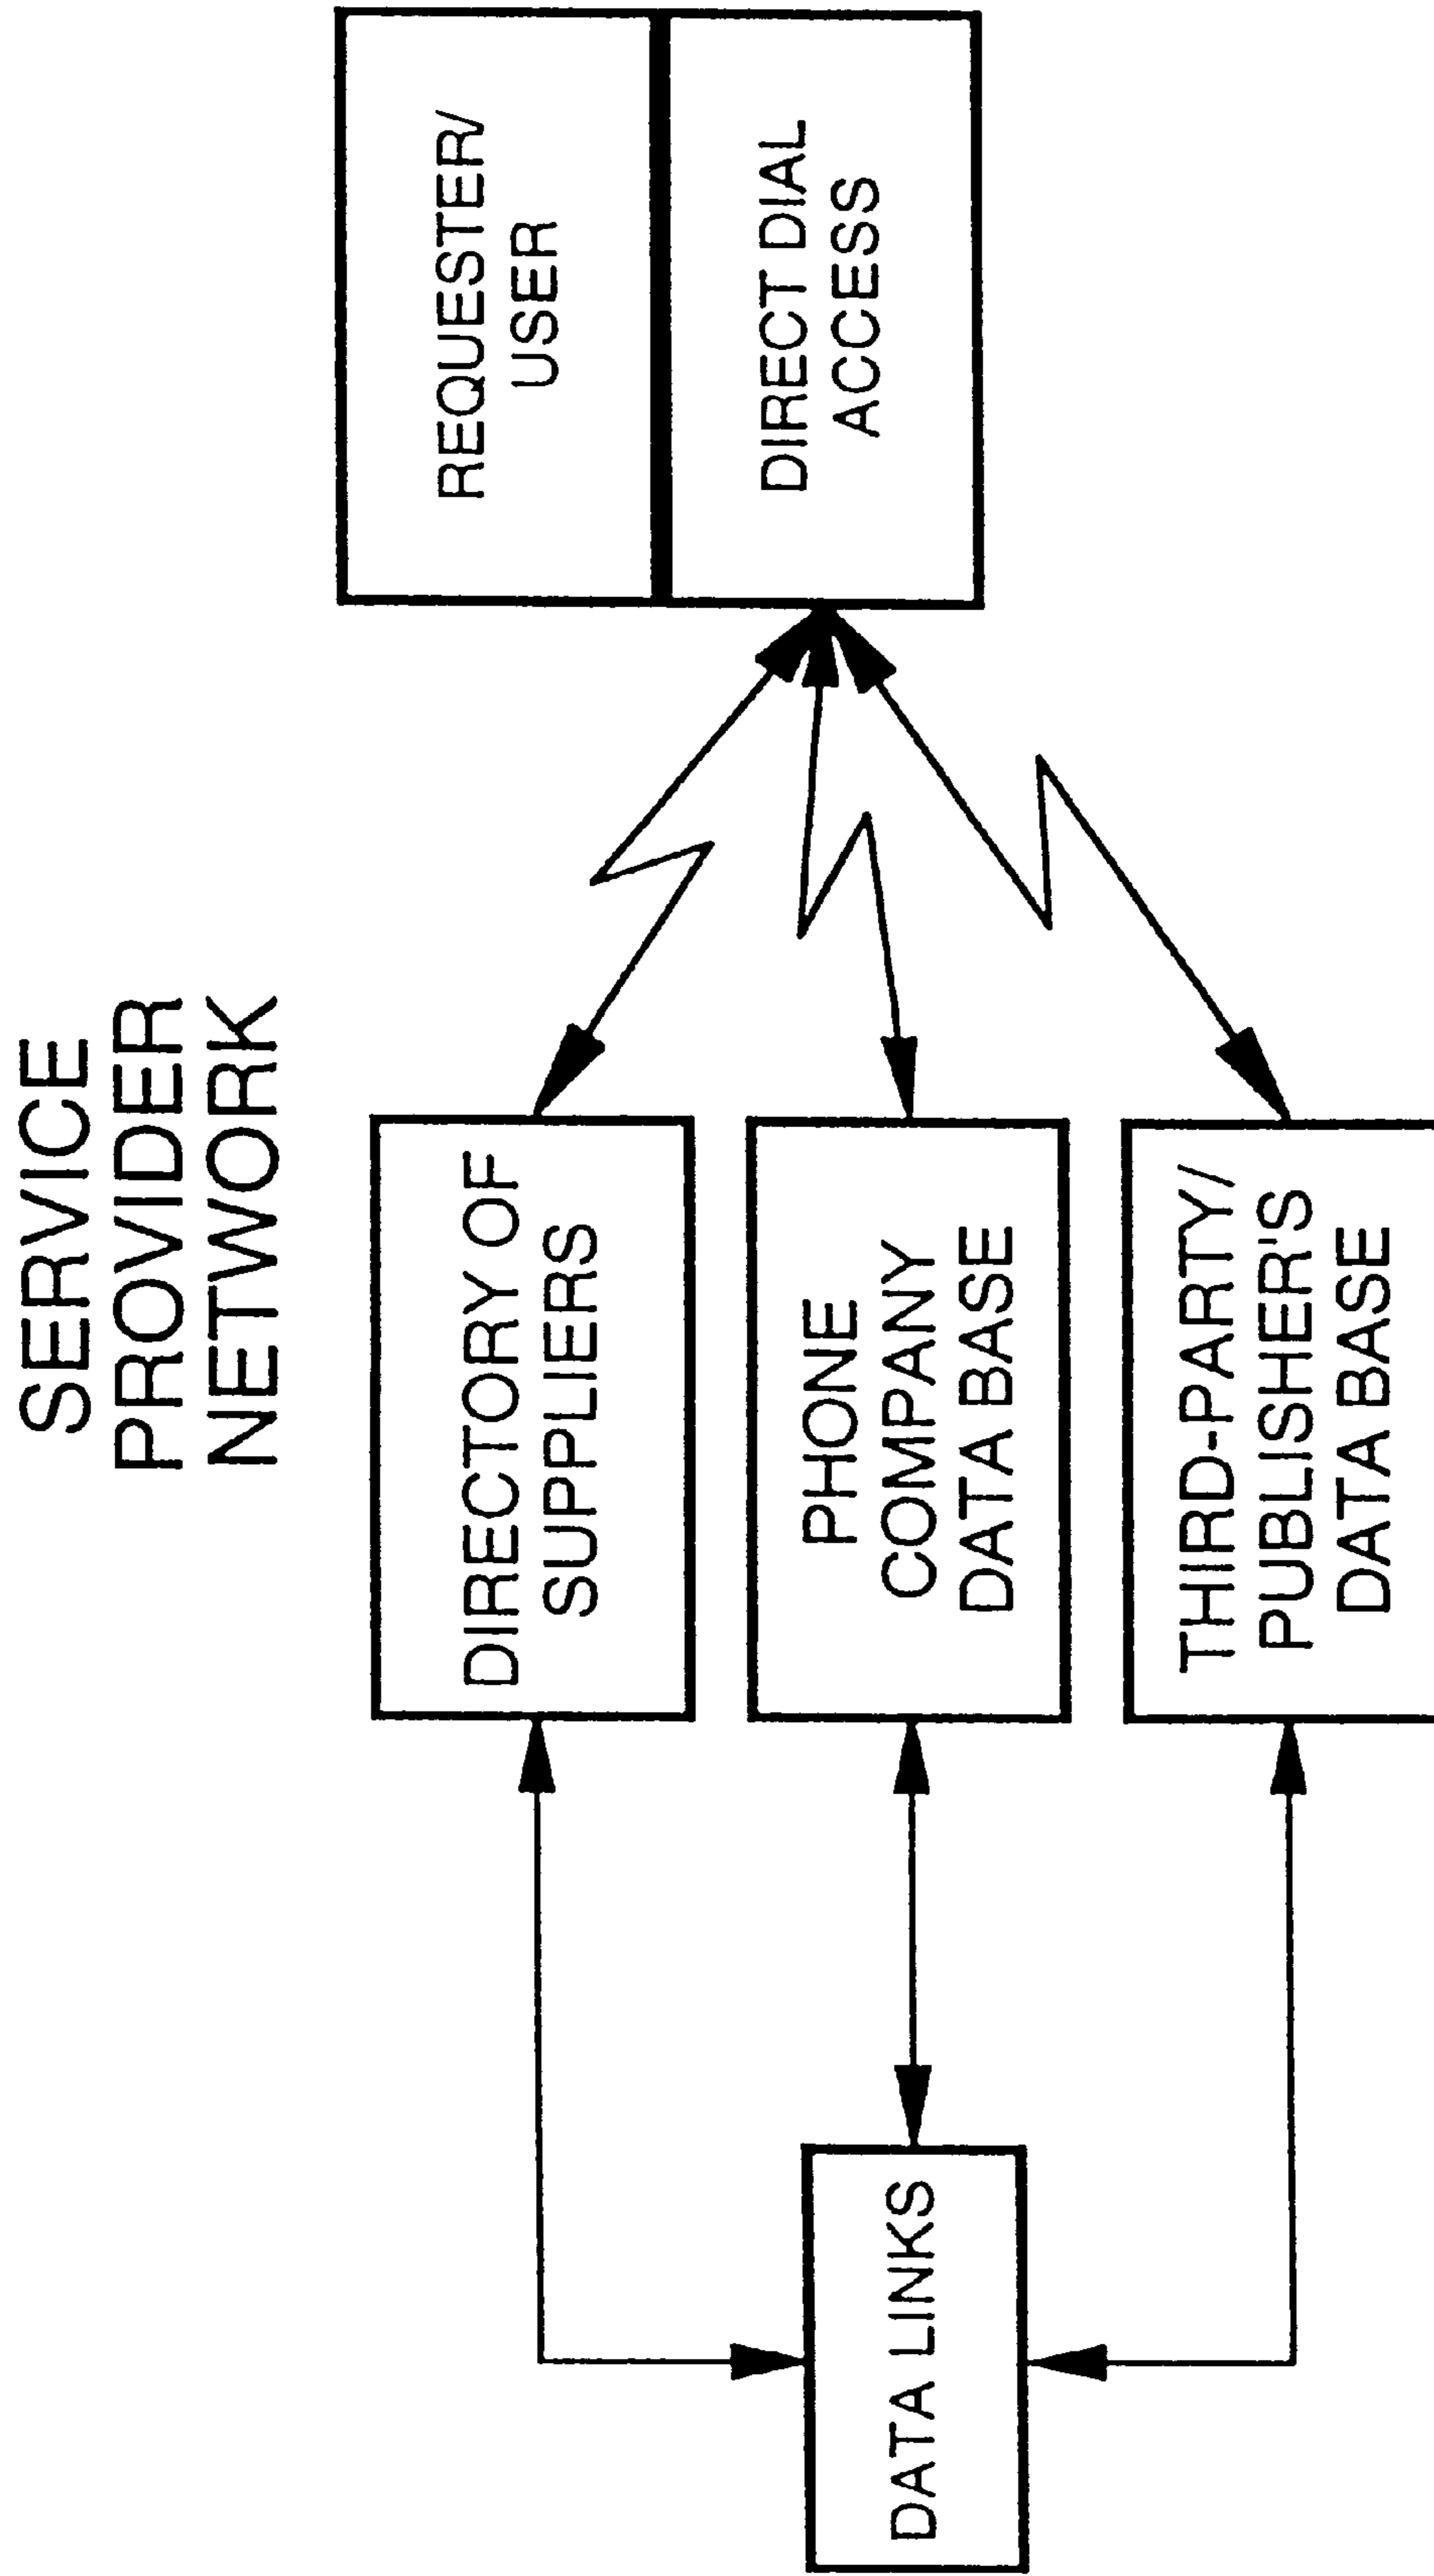 SERVICE
PROVIDER
NETWORK
DATA LINKS
DIRECTORY OF
SUPPLIERS
PHONE
COMPANY
DATA BASE
THIRD-PARTY/
PUBLISHER'S
DATA BASE
REQUESTER/
USER
DIRECT DIAL
ACCESS